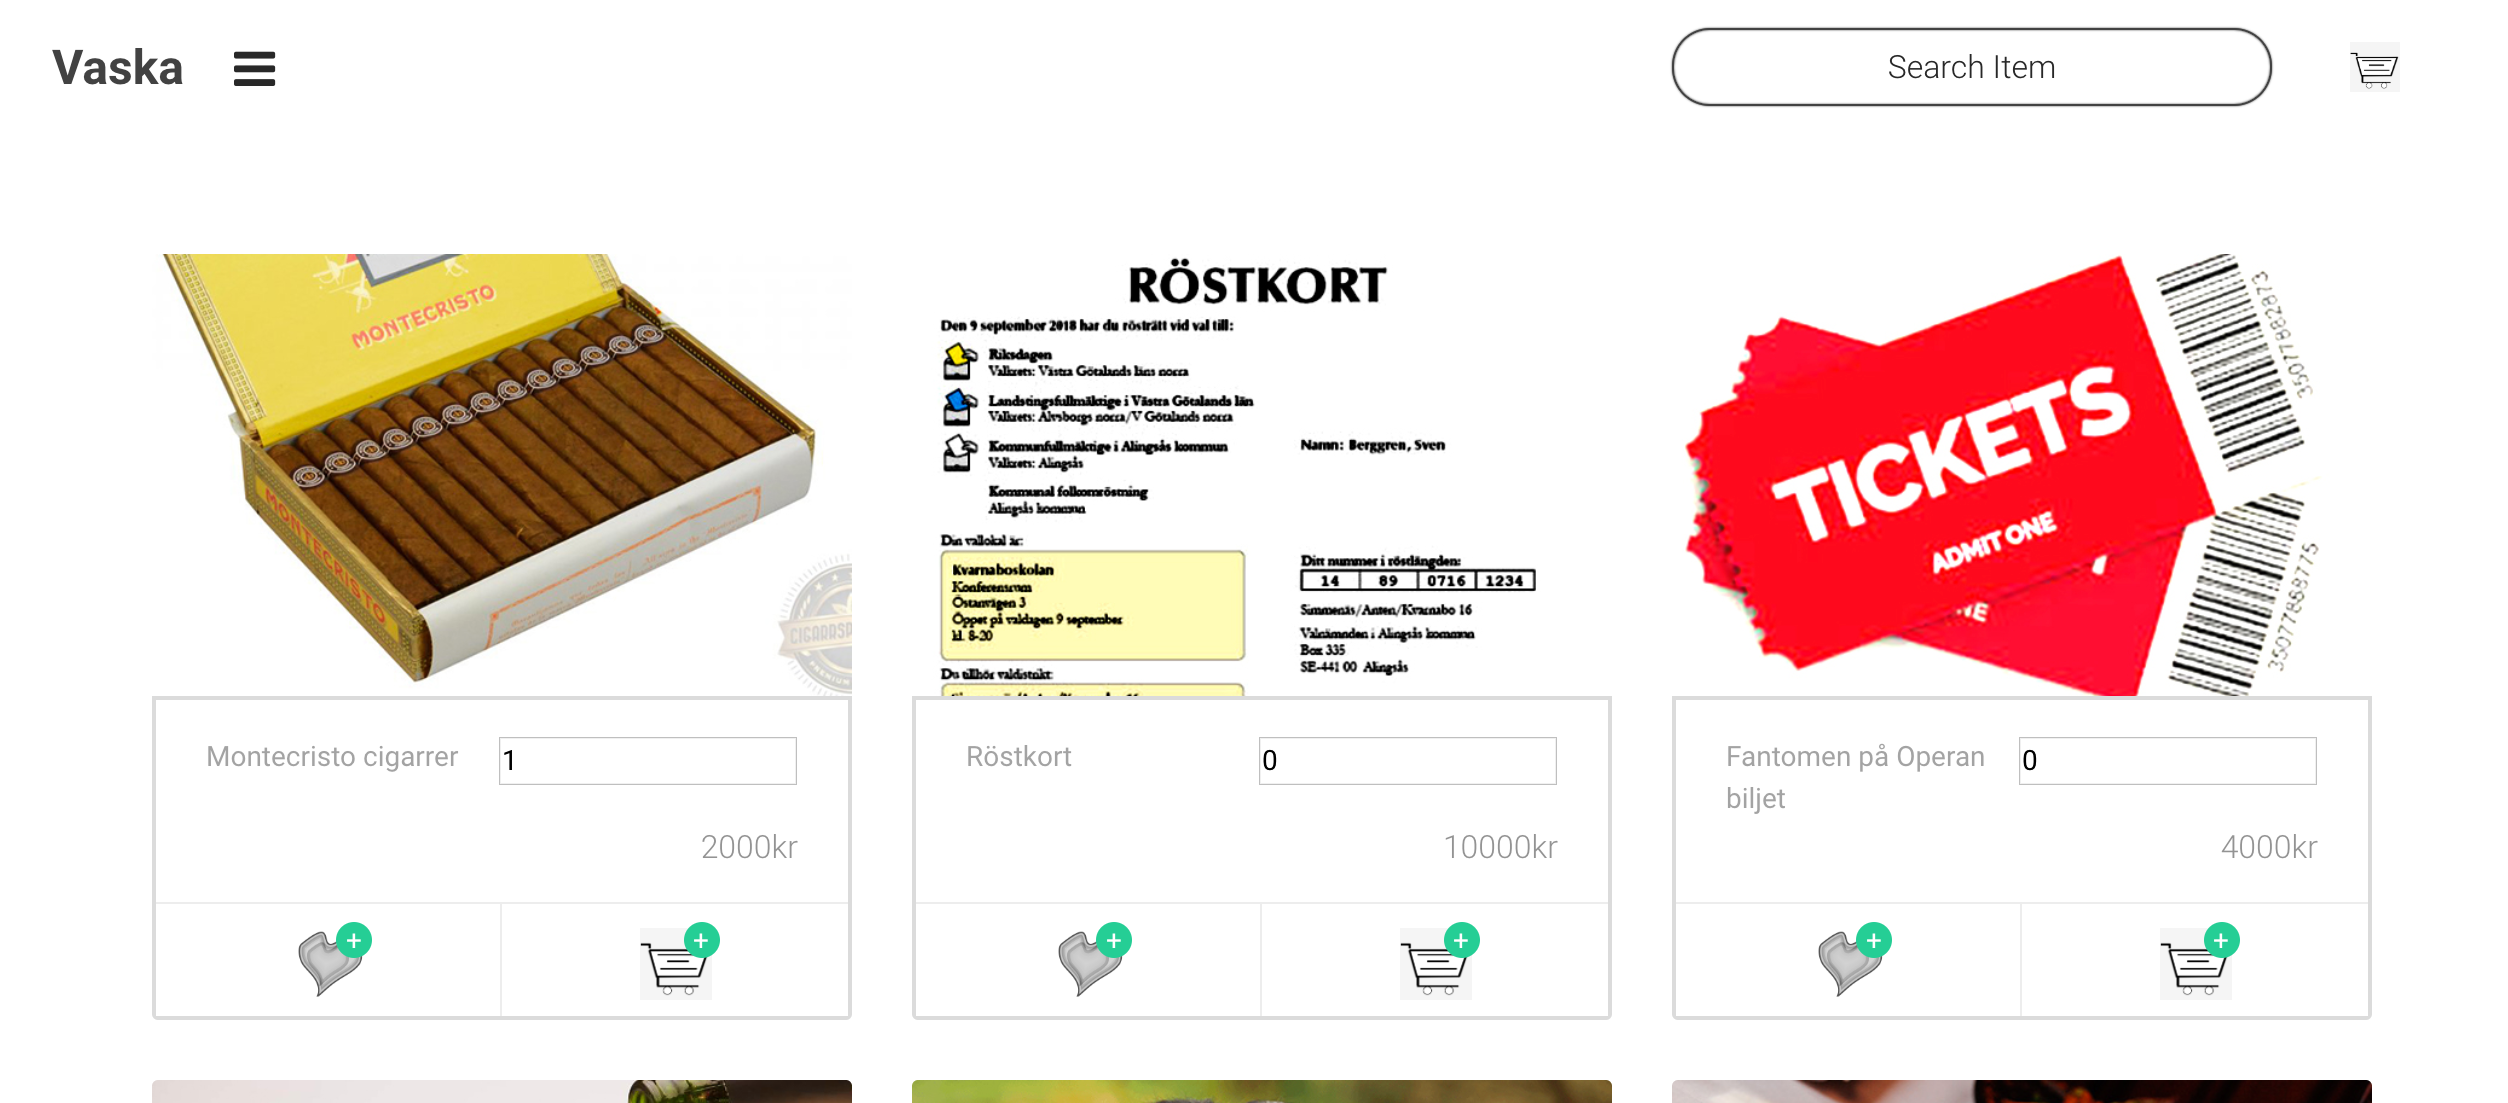 Vaska
Search Item
MONTECRISTO
MONTECRISTO
CIGARRSP
PREMIUM
RÖSTKORT
Den 9 september 2018 har du rösträtt vid val till:
Riksdagen
Valkrets: Västra Götalands läns norra
Landstingsfullmäktige i Västra Götalands län
Valkrets: Älvsborgs norra/V Götalands norra
Kommunfullmäktige i Alingsås kommun
Valkrets: Alingsås
Kommunal folkomröstning
Alingsås kommun
Namn: Berggren, Sven
Din vallokal är:
Kvarnaboskolan
Konferensrum
Östanvägen 3
Öppet på valdagen 9 september
kl. 8-20
Du tillhör valdistrikt:
Ditt nummer i röstlängden:
14 89 0716 1234
Simmenäs/Anten/Kvarnabo 16
Valnämnden i Alingsås kommun
Box 335
SE-441 00 Alingsås
TICKETS
ADMIT ONE
NE
Montecristo cigarrer
1
2000kr
Röstkort
0
10000kr
Fantomen på Operan
biljet
0
4000kr